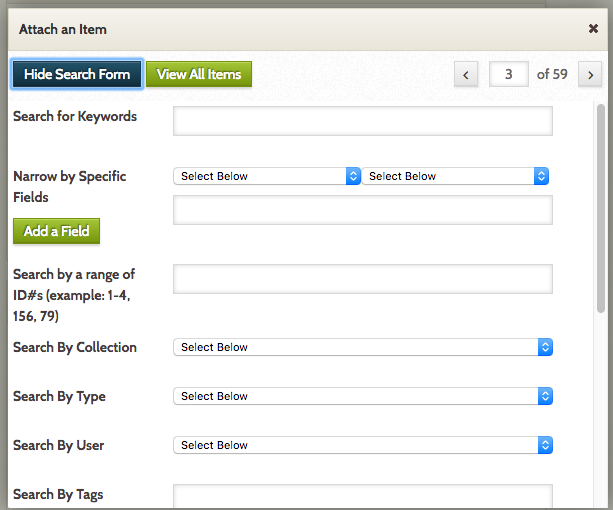 Attach an Item ×
Hide Search Form View All Items < 3 of 59 >
Search for Keywords
Narrow by Specific Select Below Select Below
Fields
Add a Field
Search by a range of
ID#s (example: 1-4,
156, 79)
Search By Collection Select Below
Search By Type Select Below
Search By User Select Below
Search By Tags